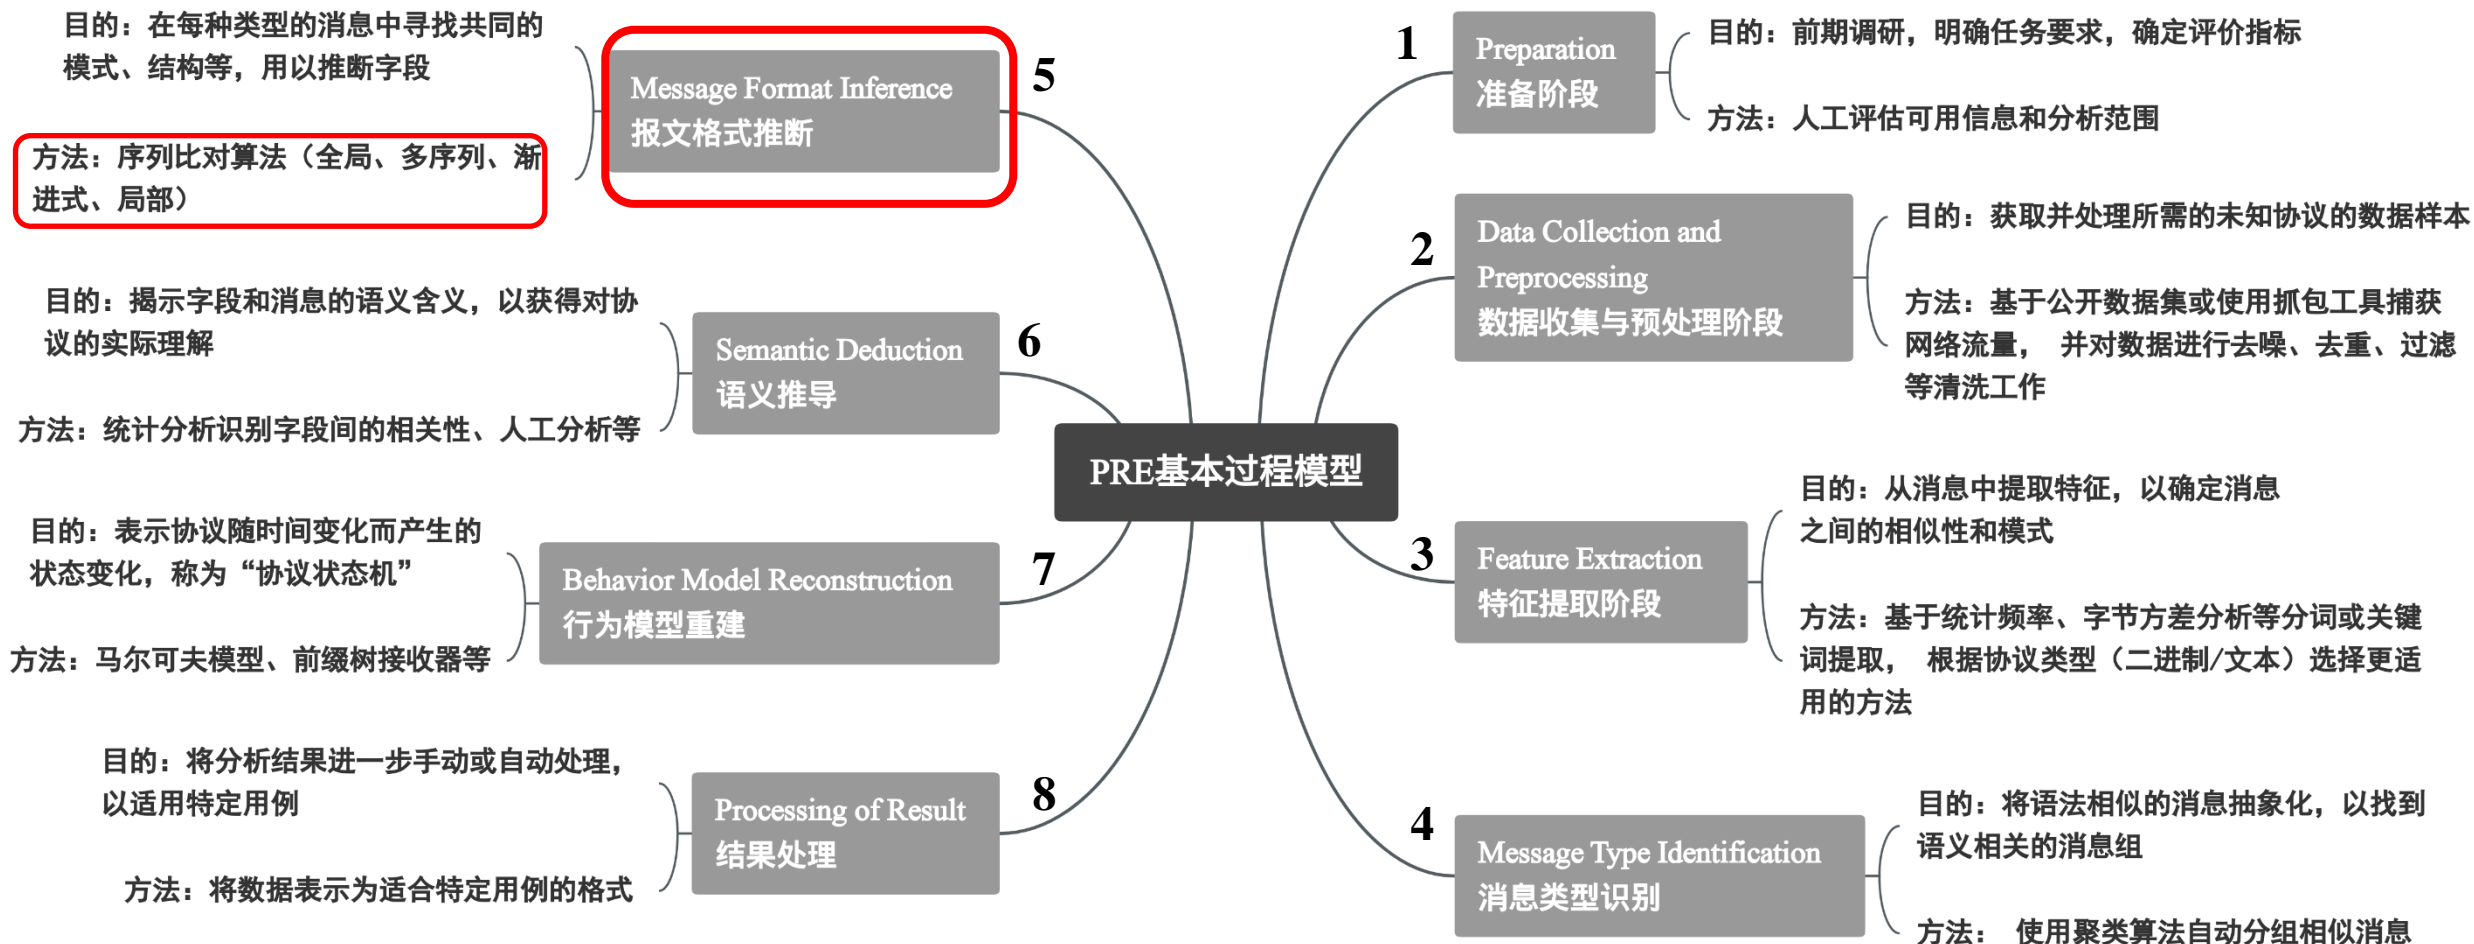 PRE基本过程模型
1
Preparation
准备阶段
目的：前期调研，明确任务要求，确定评价指标
方法：人工评估可用信息和分析范围
2
Data Collection and
Preprocessing
数据收集与预处理阶段
目的：获取并处理所需的未知协议的数据样本
方法：基于公开数据集或使用抓包工具捕获
网络流量， 并对数据进行去噪、去重、过滤
等清洗工作
3
Feature Extraction
特征提取阶段
目的：从消息中提取特征，以确定消息
之间的相似性和模式
方法：基于统计频率、字节方差分析等分词或关键
词提取， 根据协议类型（二进制/文本）选择更适
用的方法
4
Message Type Identification
消息类型识别
目的：将语法相似的消息抽象化，以找到
语义相关的消息组
方法： 使用聚类算法自动分组相似消息
5
Message Format Inference
报文格式推断
目的：在每种类型的消息中寻找共同的
模式、结构等，用以推断字段
方法：序列比对算法（全局、多序列、渐
进式、局部）
6
Semantic Deduction
语义推导
目的：揭示字段和消息的语义含义，以获得对协
议的实际理解
方法：统计分析识别字段间的相关性、人工分析等
7
Behavior Model Reconstruction
行为模型重建
目的：表示协议随时间变化而产生的
状态变化，称为“协议状态机”
方法：马尔可夫模型、前缀树接收器等
8
Processing of Result
结果处理
目的：将分析结果进一步手动或自动处理，
以适用特定用例
方法：将数据表示为适合特定用例的格式